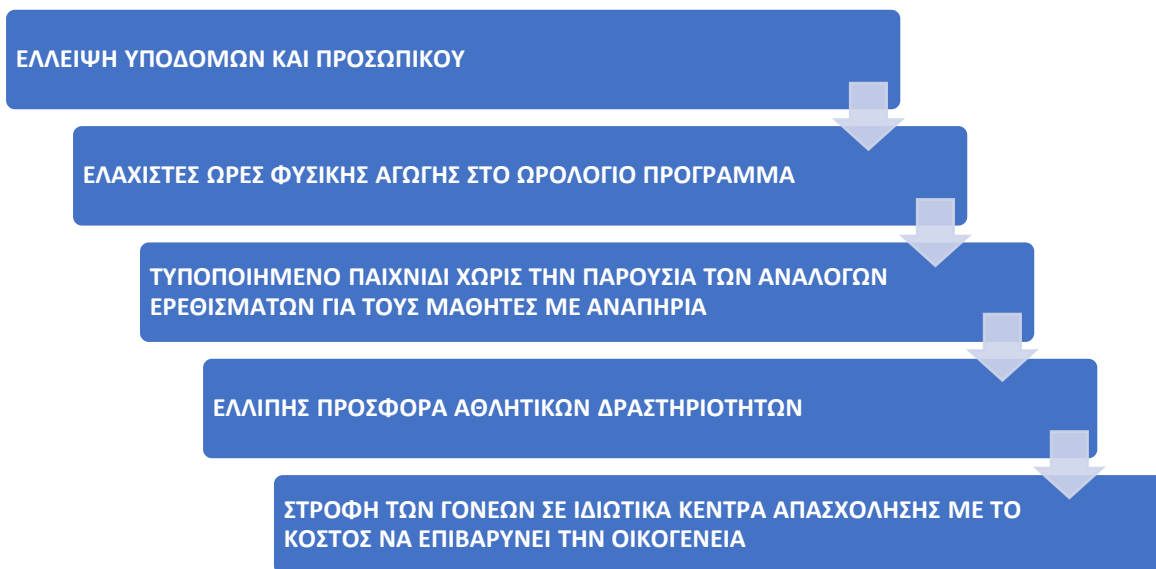 ΕΛΛΕΙΨΗ ΥΠΟΔΟΜΩΝ ΚΑΙ ΠΡΟΣΩΠΙΚΟΥ
ΕΛΑΧΙΣΤΕΣ ΩΡΕΣ ΦΥΣΙΚΗΣ ΑΓΩΓΗΣ ΣΤΟ ΩΡΟΛΟΓΙΟ ΠΡΟΓΡΑΜΜΑ
ΤΥΠΟΠΟΙΗΜΕΝΟ ΠΑΙΧΝΙΔΙ ΧΩΡΙΣ ΤΗΝ ΠΑΡΟΥΣΙΑ ΤΩΝ ΑΝΑΛΟΓΩΝ
ΕΡΕΘΙΣΜΑΤΩΝ ΓΙΑ ΤΟΥΣ ΜΑΘΗΤΕΣ ΜΕ ΑΝΑΠΗΡΙΑ
ΕΛΛΙΠΗΣ ΠΡΟΣΦΟΡΑ ΑΘΛΗΤΙΚΩΝ ΔΡΑΣΤΗΡΙΟΤΗΤΩΝ
ΣΤΡΟΦΗ ΤΩΝ ΓΟΝΕΩΝ ΣΕ ΙΔΙΩΤΙΚΑ ΚΕΝΤΡΑ ΑΠΑΣΧΟΛΗΣΗΣ ΜΕ ΤΟ
ΚΟΣΤΟΣ ΝΑ ΕΠΙΒΑΡΥΝΕΙ ΤΗΝ ΟΙΚΟΓΕΝΕΙΑ